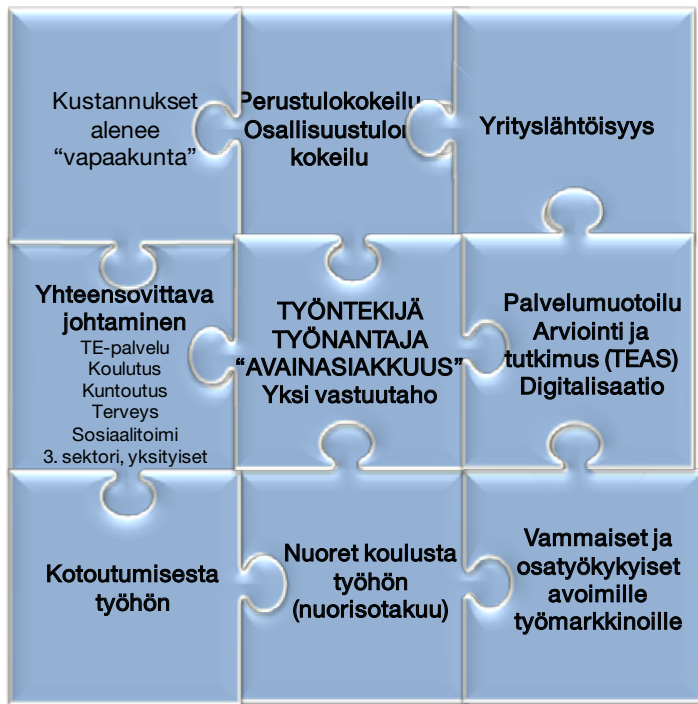 Kustannukset
alenee
“vapaakunta”
Perustulokokeilu
Osallisuustulon
kokeilu
Yrityslähtöisyys
Yhteensovittava
johtaminen
TE-palvelu
Koulutus
Kuntoutus
Terveys
Sosiaalitoimi
3. sektori, yksityiset
TYÖNTEKIJÄ
TYÖNANTAJA
“AVAINASIAKKUUS”
Yksi vastuutaho
Palvelumuotoilu
Arviointi ja
tutkimus (TEAS)
Digitalisaatio
Kotoutumisesta
työhön
Nuoret koulusta
työhön
(nuorisotakuu)
Vammaiset ja
osatyökykyiset
avoimille
työmarkkinoille